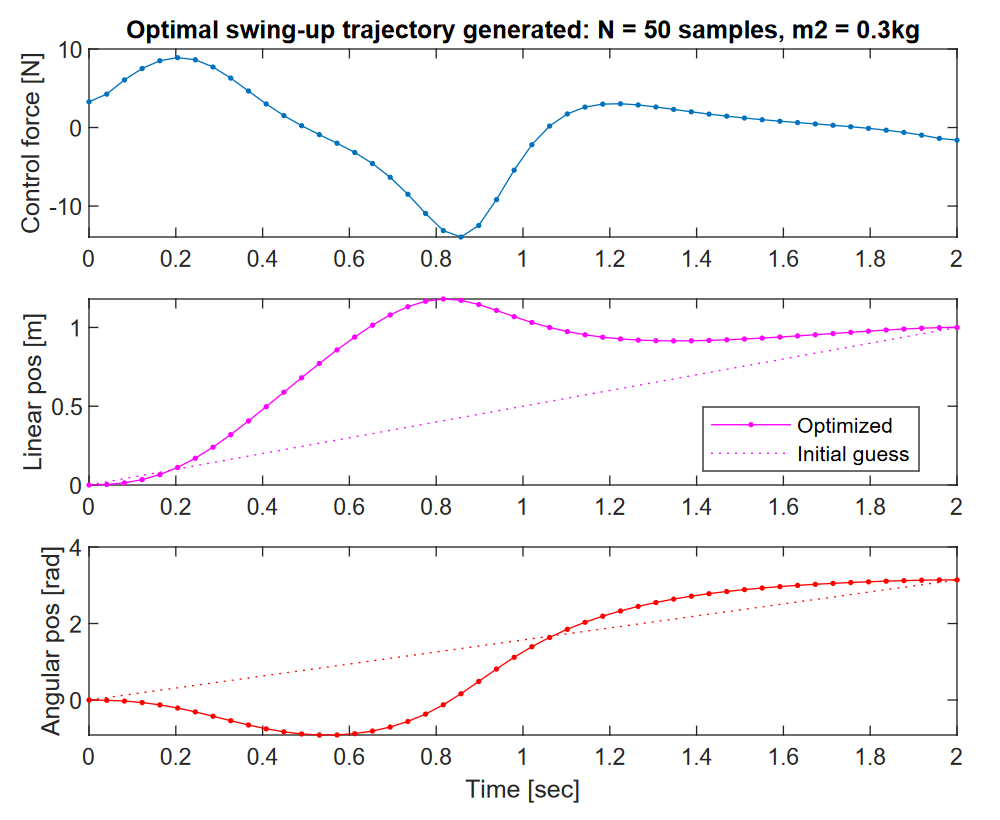 Optimal swing-up trajectory generated: N = 50 samples, m2 = 0.3kg
Control force [N]
10
0
-10
0 0.2 0.4 0.6 0.8 1 1.2 1.4 1.6 1.8 2
Linear pos [m]
1
0.5
0
Optimized
Initial guess
0 0.2 0.4 0.6 0.8 1 1.2 1.4 1.6 1.8 2
Angular pos [rad]
4
2
0
0 0.2 0.4 0.6 0.8 1 1.2 1.4 1.6 1.8 2
Time [sec]